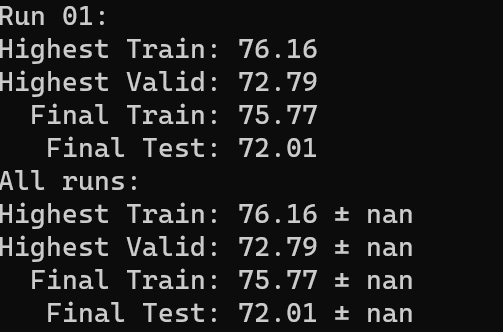 Run 01:
Highest Train: 76.16
Highest Valid: 72.79
  Final Train: 75.77
   Final Test: 72.01
All runs:
Highest Train: 76.16 ± nan
Highest Valid: 72.79 ± nan
  Final Train: 75.77 ± nan
   Final Test: 72.01 ± nan